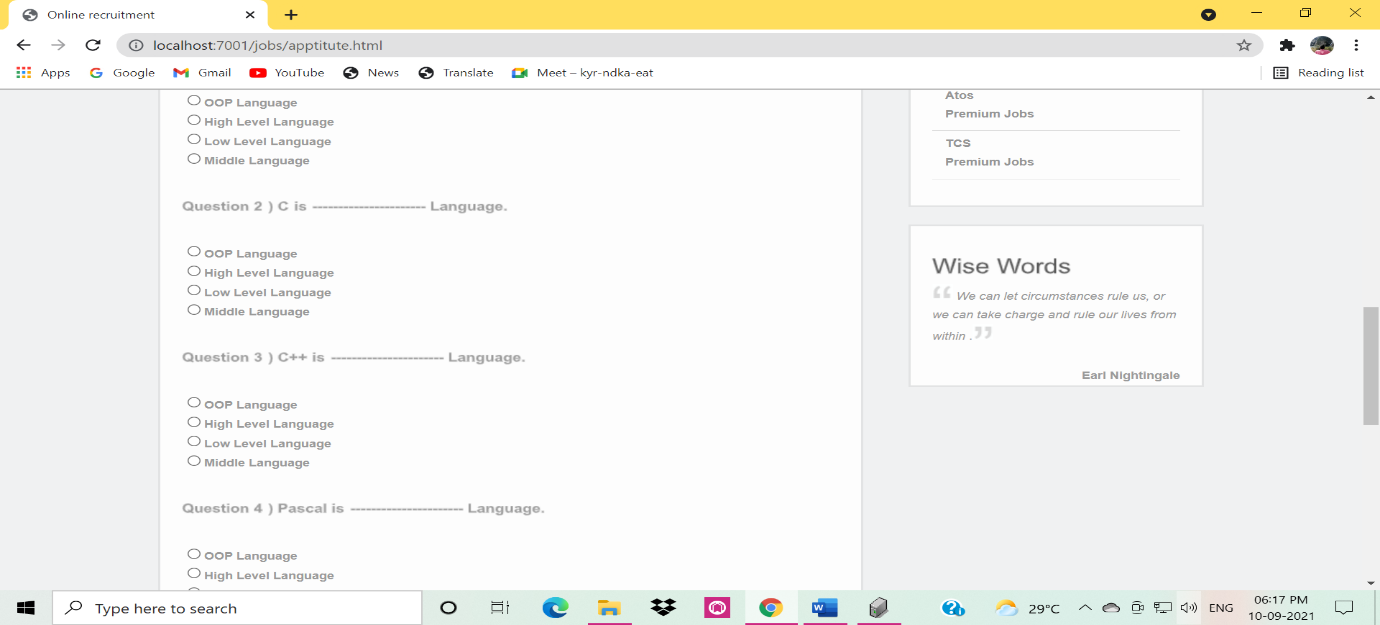 Online recruitment
localhost:7001/jobs/apptitute.html
Apps Google Gmail YouTube News Translate Meet – kyr-ndka-eat Reading list
OOP Language
High Level Language
Low Level Language
Middle Language
Question 2 ) C is ---------------------- Language.
OOP Language
High Level Language
Low Level Language
Middle Language
Question 3 ) C++ is ---------------------- Language.
OOP Language
High Level Language
Low Level Language
Middle Language
Question 4 ) Pascal is ---------------------- Language.
OOP Language
High Level Language
Atos
Premium Jobs
TCS
Premium Jobs
Wise Words
“ We can let circumstances rule us, or
we can take charge and rule our lives from
within .”
Earl Nightingale
Type here to search
29°C ENG
06:17 PM
10-09-2021